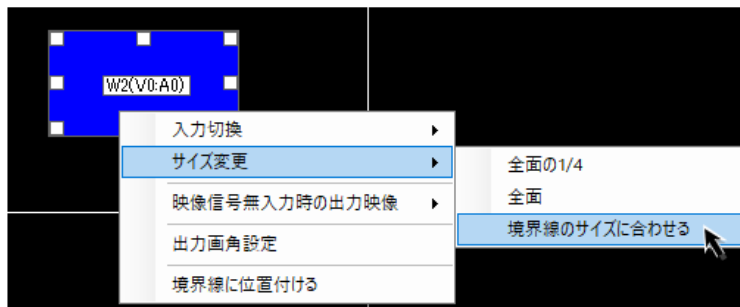 W2(V0:A0)
入力切換
サイズ変更
映像信号無入力時の出力映像
出力画角設定
境界線に位置付ける
全面の1/4
全面
境界線のサイズに合わせる